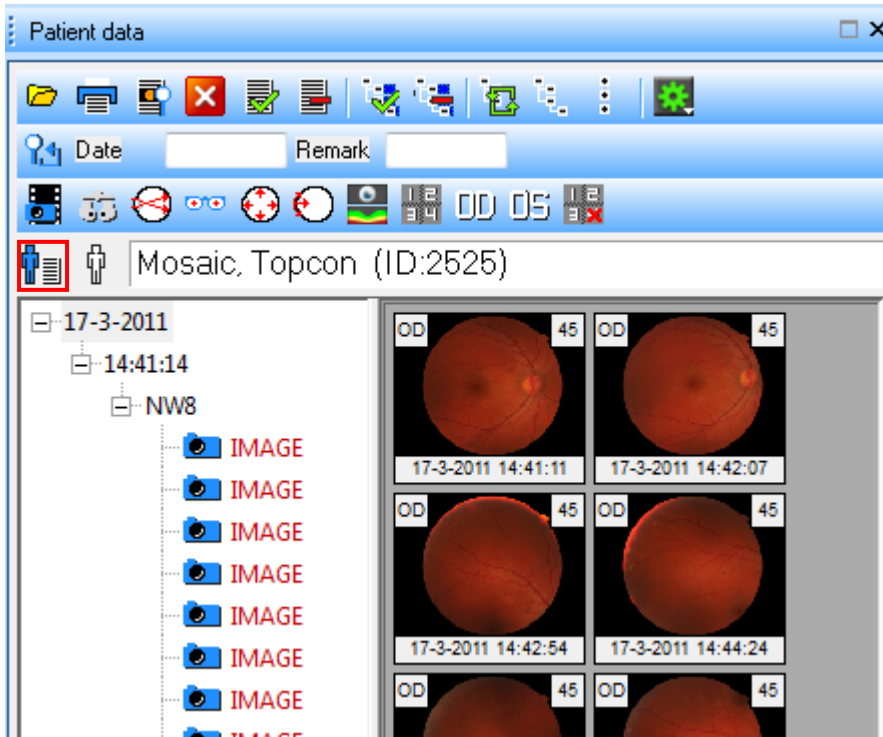 Patient data
Date Remark
OD OS
Mosaic, Topcon (ID:2525)
17-3-2011
14:41:14
NW8
IMAGE
IMAGE
IMAGE
IMAGE
IMAGE
IMAGE
IMAGE
IMAGE
OD 45
17-3-2011 14:41:11
OD 45
17-3-2011 14:42:07
OD 45
17-3-2011 14:42:54
OD 45
17-3-2011 14:44:24
OD 45
OD 45